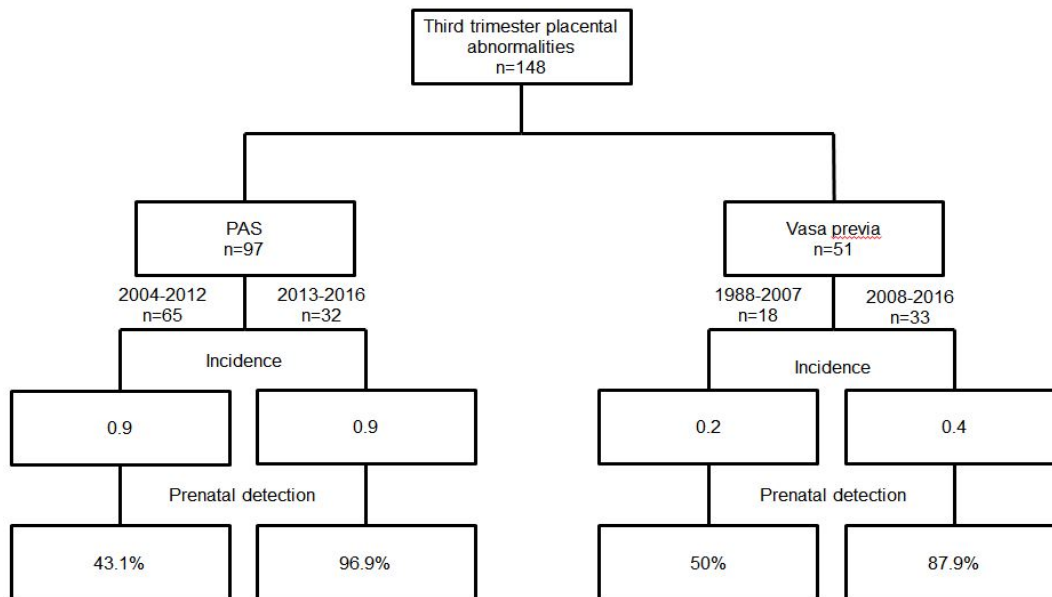 Third trimester placental
abnormalities
n=148
PAS
n=97
Vasa previa
n=51
2004-2012
n=65
2013-2016
n=32
1988-2007
n=18
2008-2016
n=33
Incidence
Incidence
0.9
0.9
0.2
0.4
Prenatal detection
Prenatal detection
43.1%
96.9%
50%
87.9%